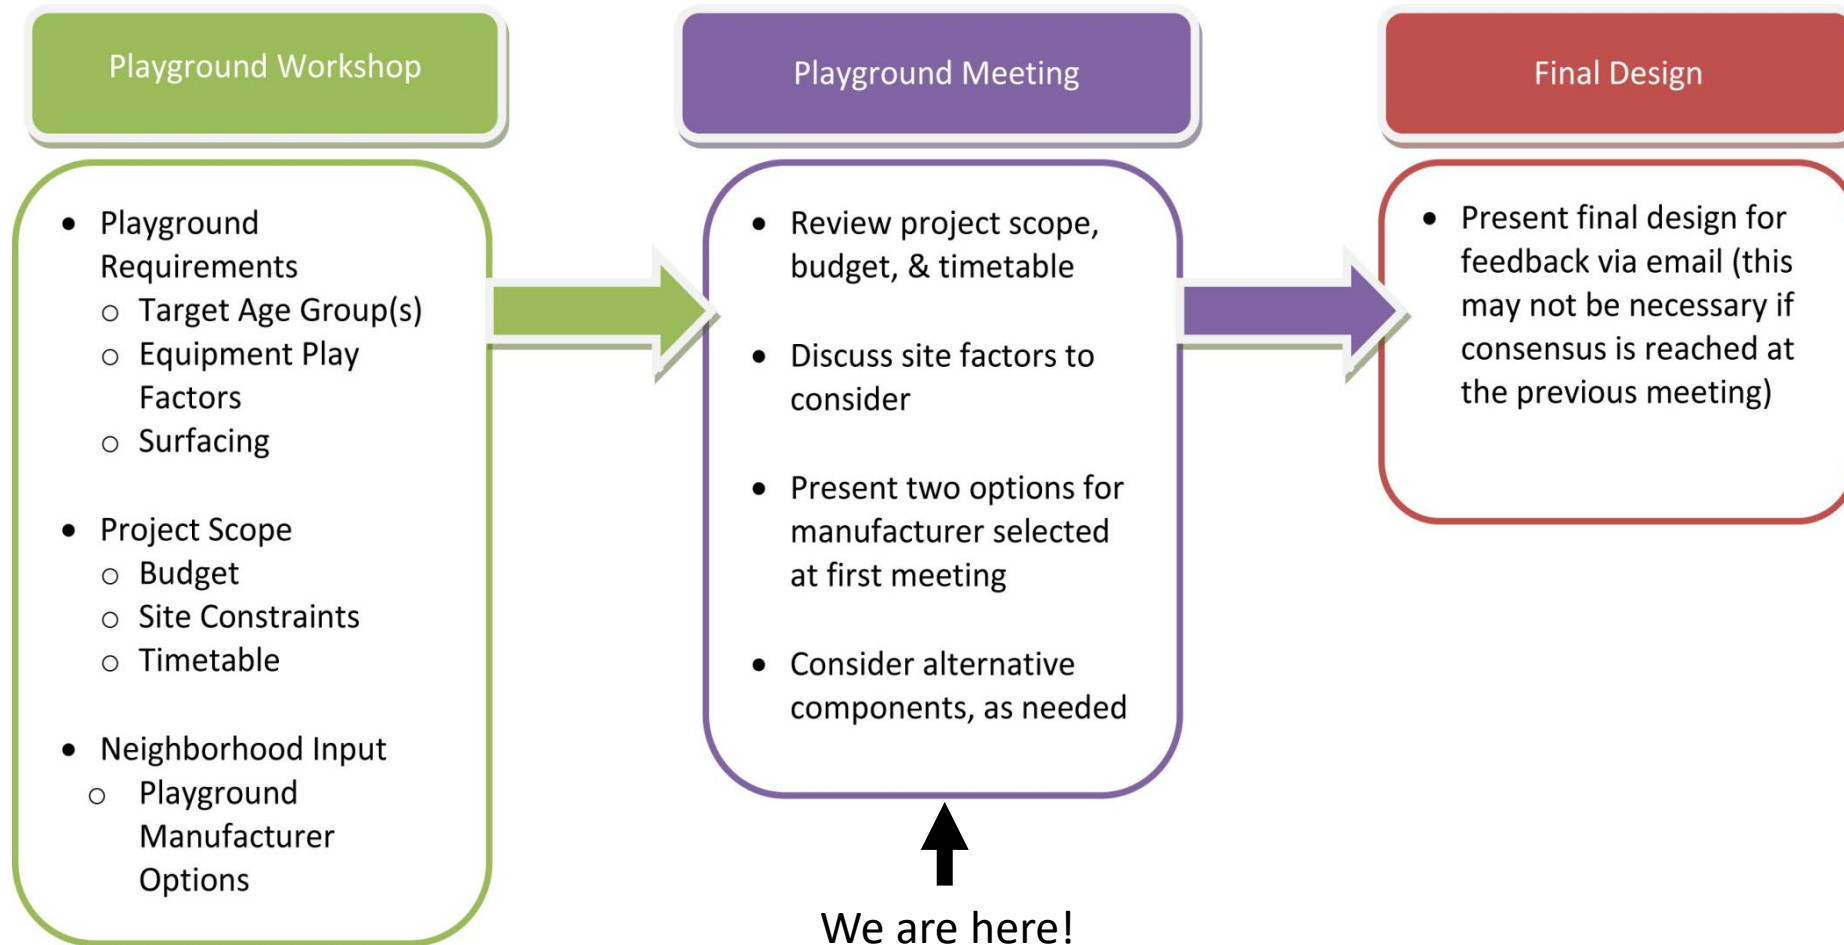 Playground Workshop
• Playground
Requirements
○ Target Age Group(s)
○ Equipment Play
Factors
○ Surfacing
• Project Scope
○ Budget
○ Site Constraints
○ Timetable
• Neighborhood Input
○ Playground
Manufacturer
Options
Playground Meeting
• Review project scope,
budget, & timetable
• Discuss site factors to
consider
• Present two options for
manufacturer selected
at first meeting
• Consider alternative
components, as needed
We are here!
Final Design
• Present final design for
feedback via email (this
may not be necessary if
consensus is reached at
the previous meeting)